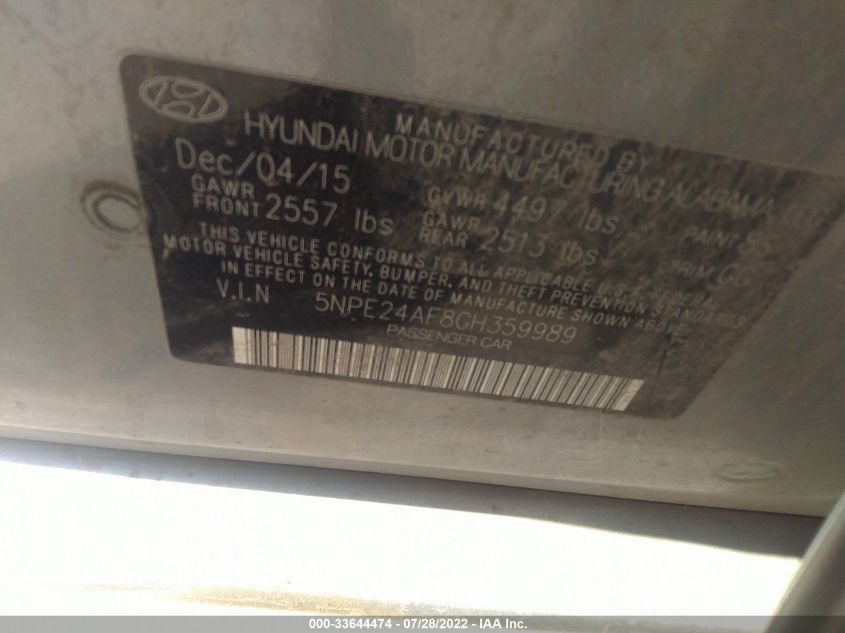 MANUFACTURED BY
HYUNDAI MOTOR MANUFACTURING ALABAMA
Dec/04/15 GVWR 4497 lbs PAINT
GAWR FRONT 2557 lbs GAWR REAR 2513 lbs TRIM
THIS VEHICLE CONFORMS TO ALL APPLICABLE U.S. FEDERAL
MOTOR VEHICLE SAFETY, BUMPER, AND THEFT PREVENTION STANDARDS
IN EFFECT ON THE DATE OF MANUFACTURE SHOWN ABOVE.
V.I.N 5NPE24AF8GH359989
PASSENGER CAR
000-33644474 - 07/28/2022 - IAA Inc.